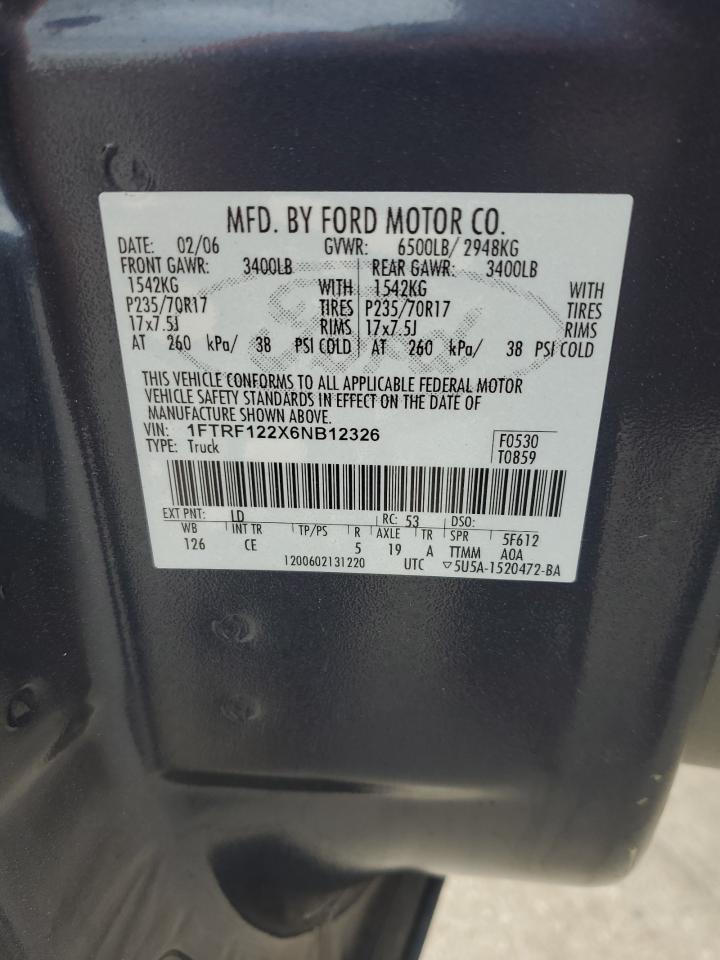 MFD. BY FORD MOTOR CO.
DATE: 02/06 GVWR: 6500LB/ 2948KG
FRONT GAWR: 3400LB REAR GAWR: 3400LB
1542KG WITH 1542KG WITH
P235/70R17 TIRES P235/70R17 TIRES
17x7.5J RIMS 17x7.5J RIMS
AT 260 kPa/ 38 PSI COLD AT 260 kPa/ 38 PSI COLD
THIS VEHICLE CONFORMS TO ALL APPLICABLE FEDERAL MOTOR
VEHICLE SAFETY STANDARDS IN EFFECT ON THE DATE OF
MANUFACTURE SHOWN ABOVE.
VIN: 1FTRF122X6NB12326 F0530
TYPE: Truck T0859
EXT PNT: LD RC: 53 DSO:
WB INT TR TP/PS R AXLE TR SPR 5F612
126 CE 5 19 A TTMM A0A
1200602131220 UTC ▽5U5A-1520472-BA